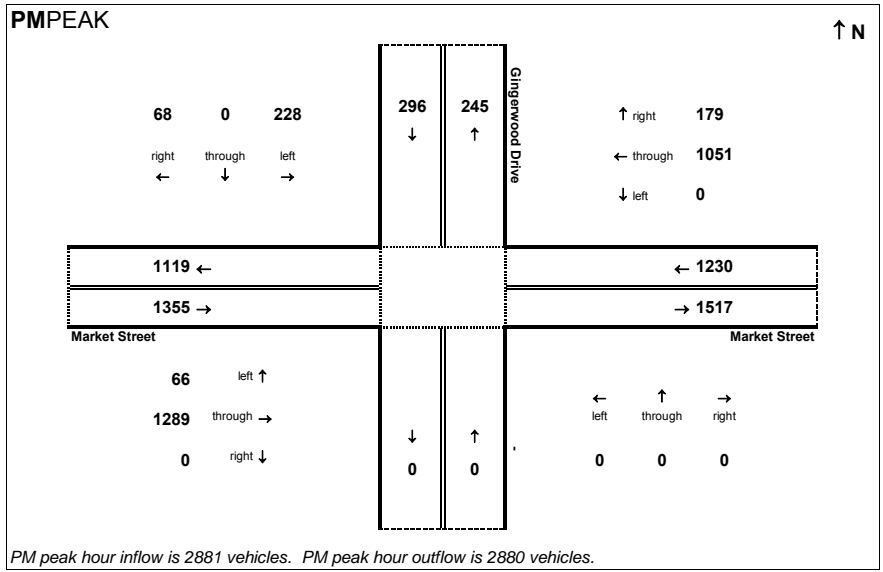 PMPEAK
↑ N
68 0 228
right through left
← ↓ →
296 245
↓ ↑
Gingerwood Drive
↑ right 179
← through 1051
↓ left 0
1119 ←
← 1230
1355 →
→ 1517
Market Street
Market Street
66 left ↑
1289 through →
0 right ↓
↓ ↑
0 0
← ↑ →
left through right
0 0 0
PM peak hour inflow is 2881 vehicles. PM peak hour outflow is 2880 vehicles.